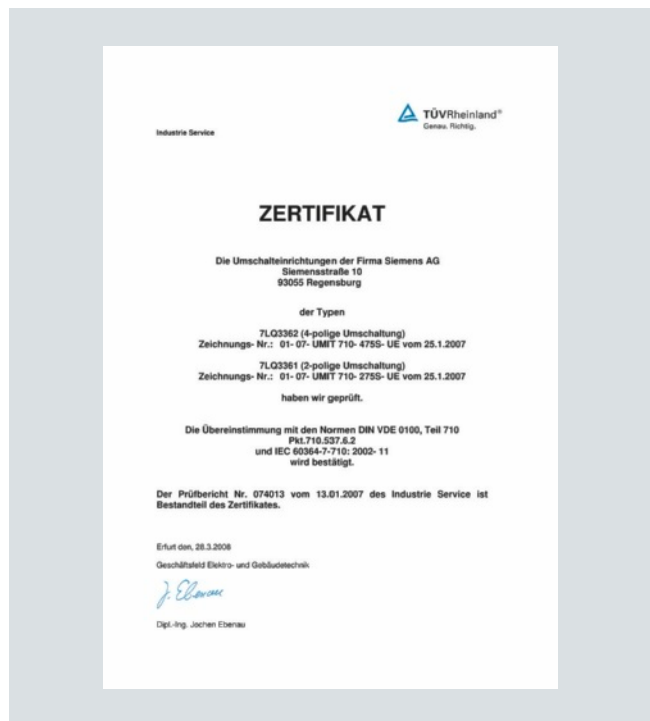 TÜVRheinland®
Genau. Richtig.
Industrie Service
ZERTIFIKAT
Die Umschalteinrichtungen der Firma Siemens AG
Siemensstraße 10
93055 Regensburg
der Typen
7LQ3362 (4-polige Umschaltung)
Zeichnungs- Nr.: 01- 07- UMIT 710- 475S- UE vom 25.1.2007
7LQ3361 (2-polige Umschaltung)
Zeichnungs- Nr.: 01- 07- UMIT 710- 275S- UE vom 25.1.2007
haben wir geprüft.
Die Übereinstimmung mit den Normen DIN VDE 0100, Teil 710
Pkt.710.537.6.2
und IEC 60364-7-710: 2002- 11
wird bestätigt.
Der Prüfbericht Nr. 074013 vom 13.01.2007 des Industrie Service ist
Bestandteil des Zertifikates.
Erfurt den, 28.3.2008
Geschäftsfeld Elektro- und Gebäudetechnik
J. Ebenau
Dipl.-Ing. Jochen Ebenau